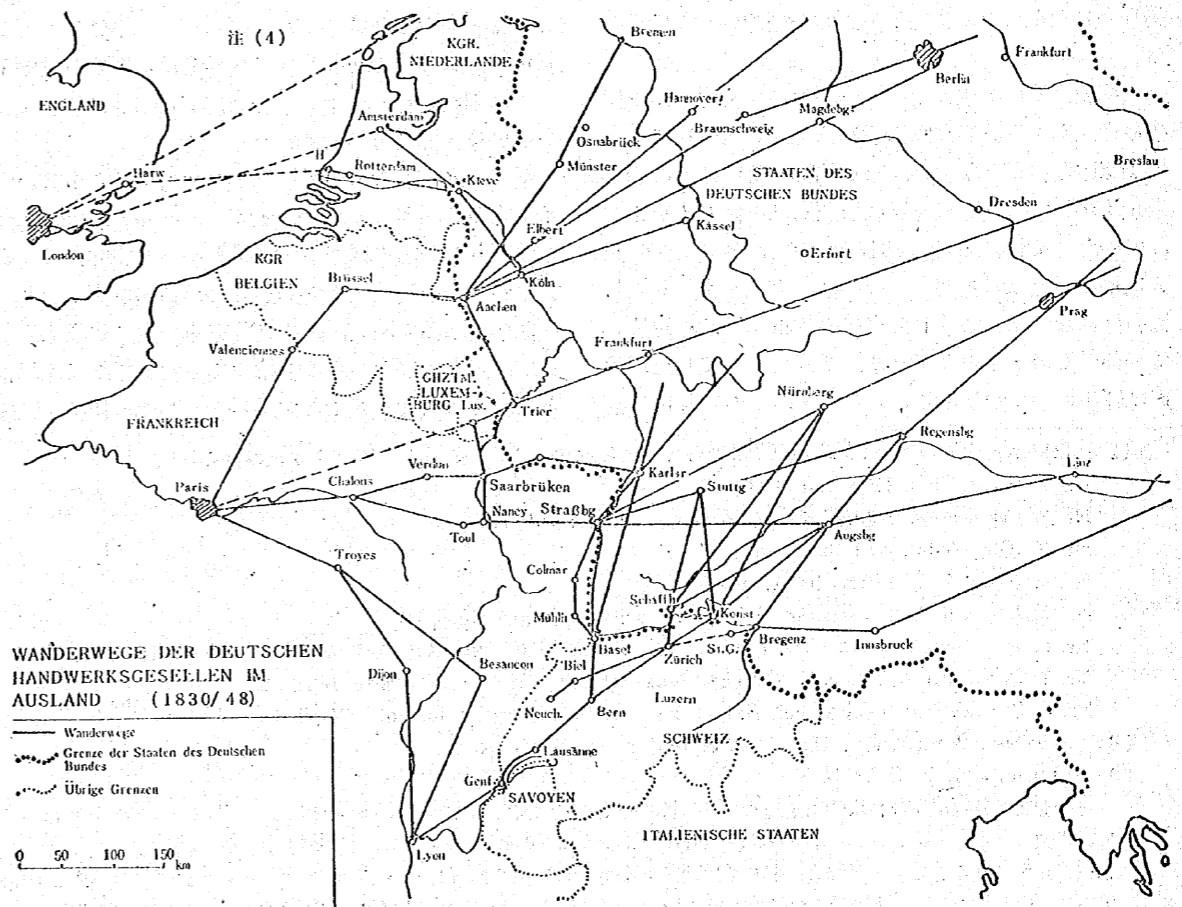 注 (4)
KGR.
NIEDERLANDE
Bremen
Frankfurt
Berlin
ENGLAND
Amsterdam
Hannover
Braunschweig
Magdebg
Osnabrück
Münster
Breslau
Harw
H
Rotterdam
Kleve
STAATEN DES
DEUTSCHEN BUNDES
Dresden
London
Elbert
Kassel
Erfort
KGR
BELGIEN
Brüssel
Köln
Aachen
Prag
Valenciennes
Frankfurt
GHZTM.
LUXEM-
BURG Lux.
Trier
Nürnberg
FRANKREICH
Regensbg
Verdun
Karlsr
Linz
Paris
Chalons
Saarbrüken
Stuttg
Nancy
Straßbg
Toul
Augsbg
Troyes
Colmar
Schaffh
Konst
Mühlh
Basel
Zürich
St.G.
Bregenz
Innsbruck
WANDERWEGE DER DEUTSCHEN
HANDWERKSGESELLEN IM
AUSLAND (1830/48)
Dijon
Besancon
Biel
Neuch.
Bern
Luzern
Wanderwege
Grenze der Staaten des Deutschen
Bundes
Übrige Grenzen
Lausanne
SCHWEIZ
Genf
SAVOYEN
ITALIENISCHE STAATEN
Lyon
0 50 100 150
km